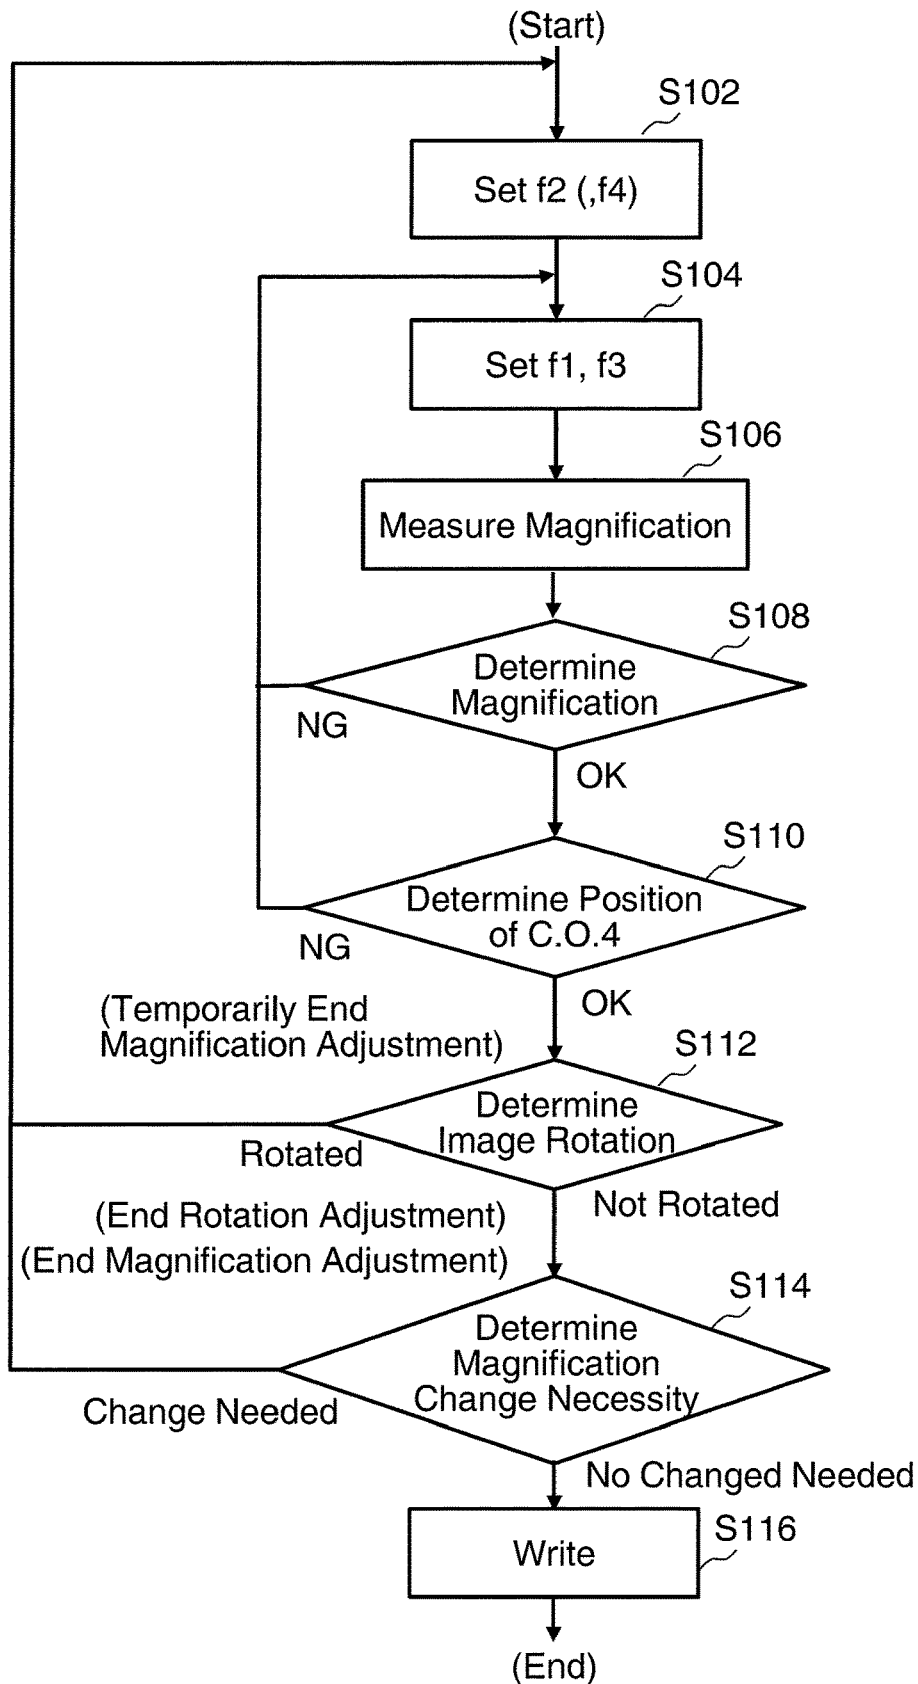 (Start)
S102
Set f2 (,f4)
S104
Set f1, f3
S106
Measure Magnification
S108
Determine
Magnification
NG
OK
S110
Determine Position
of C.O.4
NG
OK
(Temporarily End
Magnification Adjustment)
S112
Determine
Image Rotation
Rotated
Not Rotated
(End Rotation Adjustment)
(End Magnification Adjustment)
S114
Determine
Magnification
Change Necessity
Change Needed
No Changed Needed
S116
Write
(End)